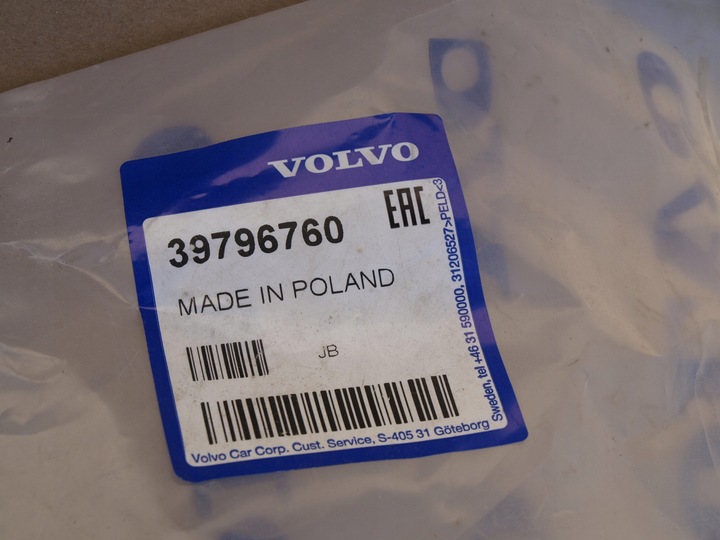 VOLVO
39796760
EAC
MADE IN POLAND
JB
Volvo Car Corp. Cust. Service, S-405 31 Göteborg
Sweden, tel +46 31 590000, 31206527>PELD<3